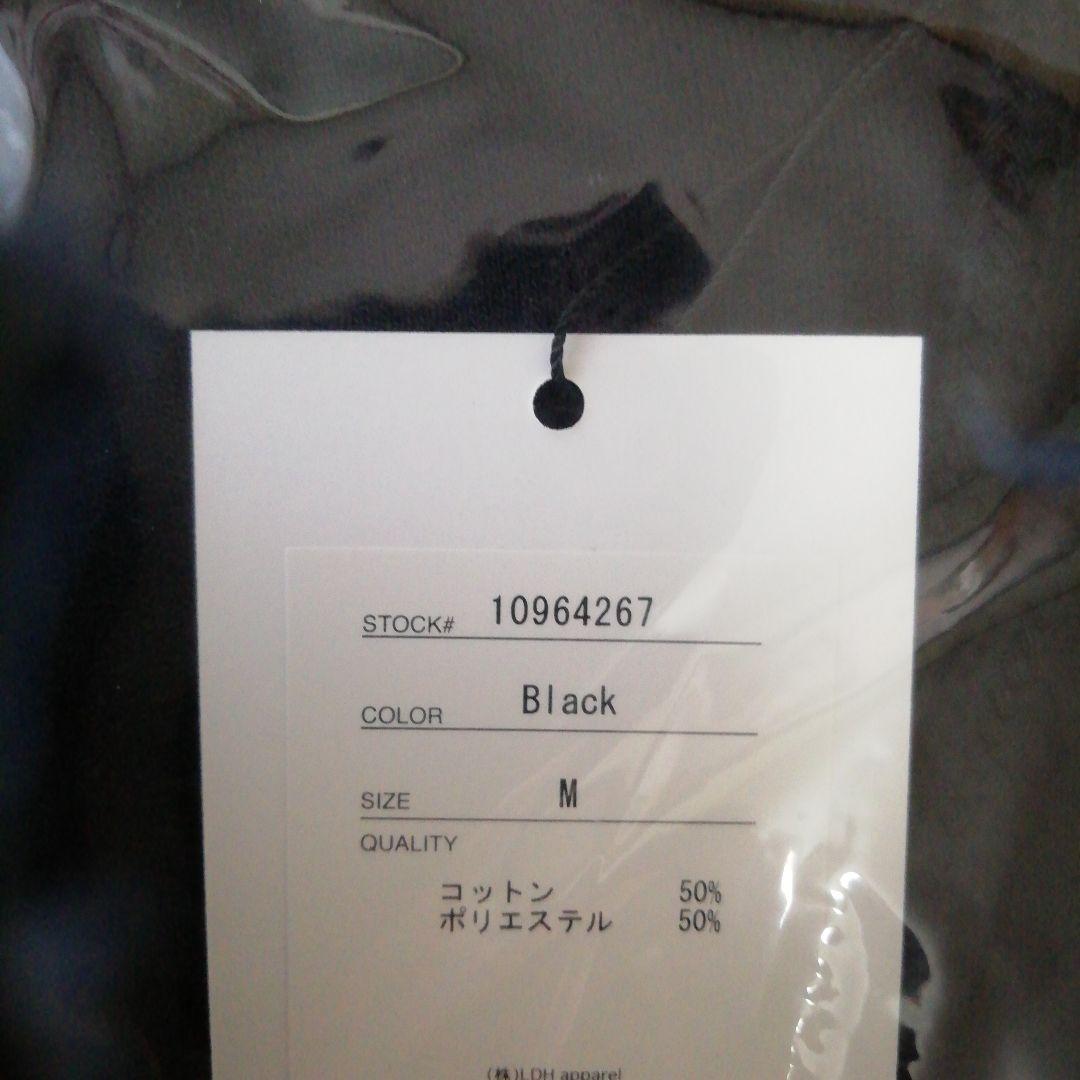 STOCK# 10964267
COLOR Black
SIZE M
QUALITY
コットン 50%
ポリエステル 50%
(株)LDH apparel